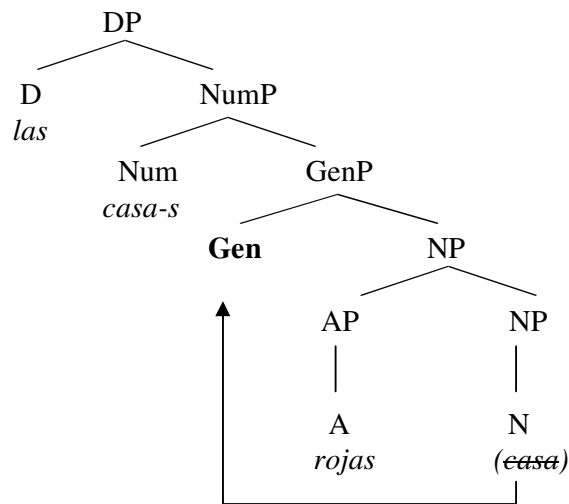 DP
D NumP
las
Num GenP
casa-s
Gen NP
AP NP
A N
rojas (casa)